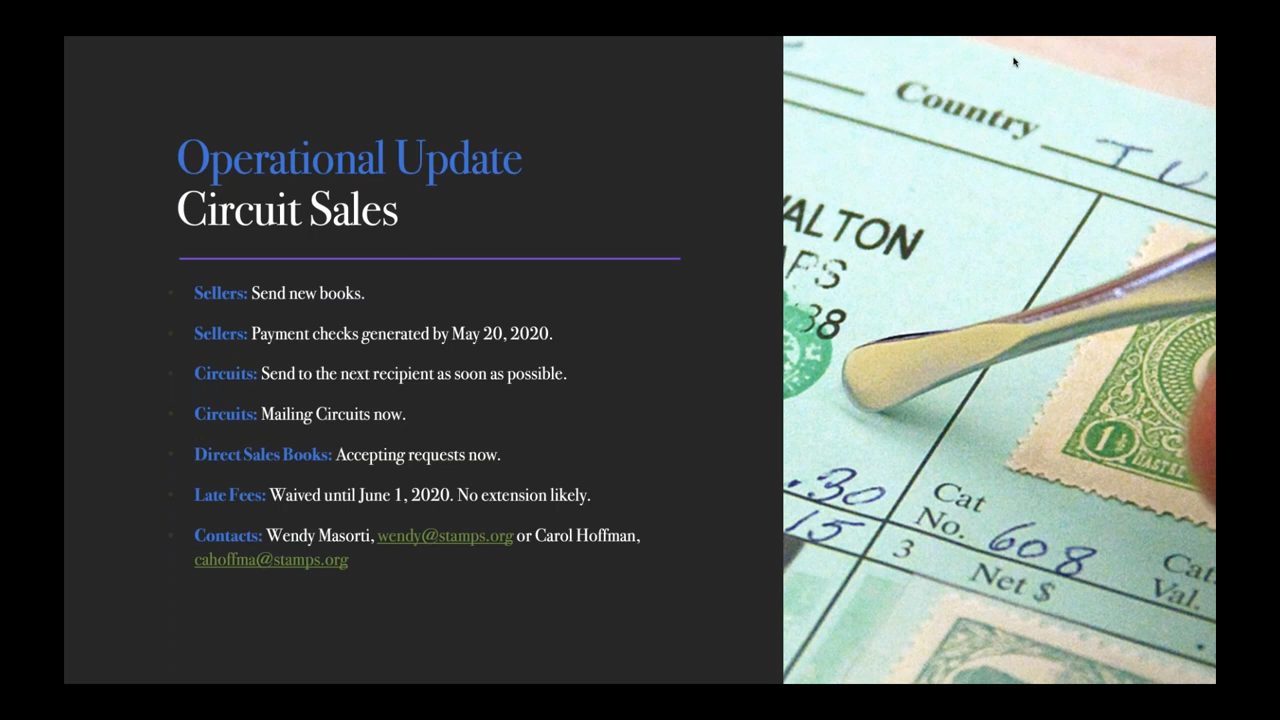 Operational Update
Circuit Sales
Sellers: Send new books.
Sellers: Payment checks generated by May 20, 2020.
Circuits: Send to the next recipient as soon as possible.
Circuits: Mailing Circuits now.
Direct Sales Books: Accepting requests now.
Late Fees: Waived until June 1, 2020. No extension likely.
Contacts: Wendy Masorti, wendy@stamps.org or Carol Hoffman,
cahoffma@stamps.org
Country TU
ALTON
38
.30
15
Cat
No. 608
3
Net $
Cat
Val.